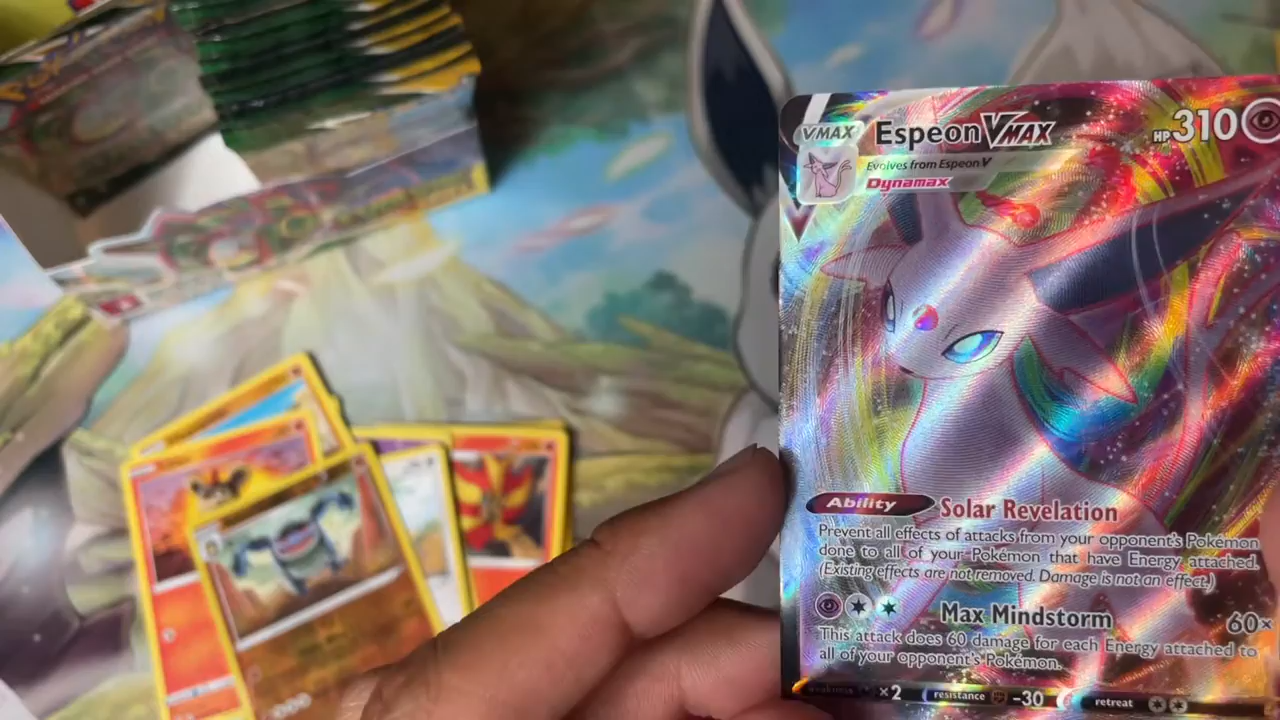 VMAX
Espeon VMAX
HP 310
Evolves from Espeon V
Dynamax
Ability Solar Revelation
Prevent all effects of attacks from your opponent's Pokémon
done to all of your Pokémon that have Energy attached.
(Existing effects are not removed. Damage is not an effect.)
Max Mindstorm 60×
This attack does 60 damage for each Energy attached to
all of your opponent's Pokémon.
weakness ×2 resistance -30 retreat